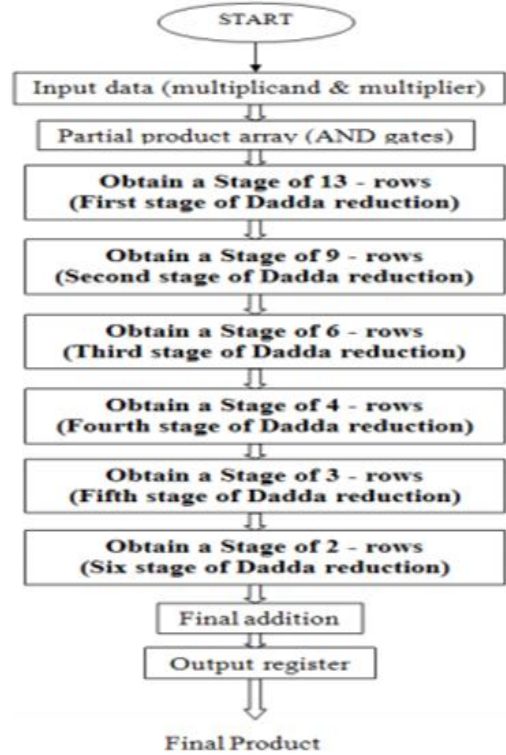 START
Input data (multiplicand & multiplier)
Partial product array (AND gates)
Obtain a Stage of 13 - rows
(First stage of Dadda reduction)
Obtain a Stage of 9 - rows
(Second stage of Dadda reduction)
Obtain a Stage of 6 - rows
(Third stage of Dadda reduction)
Obtain a Stage of 4 - rows
(Fourth stage of Dadda reduction)
Obtain a Stage of 3 - rows
(Fifth stage of Dadda reduction)
Obtain a Stage of 2 - rows
(Six stage of Dadda reduction)
Final addition
Output register
Final Product